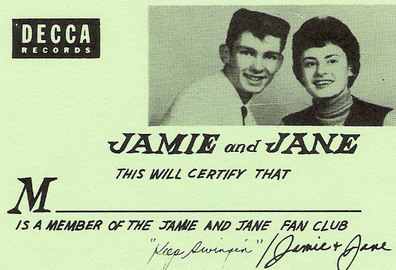 DECCA
RECORDS
JAMIE and JANE
THIS WILL CERTIFY THAT
M
IS A MEMBER OF THE JAMIE AND JANE FAN CLUB
"Keep Swingin" / Jamie & Jane